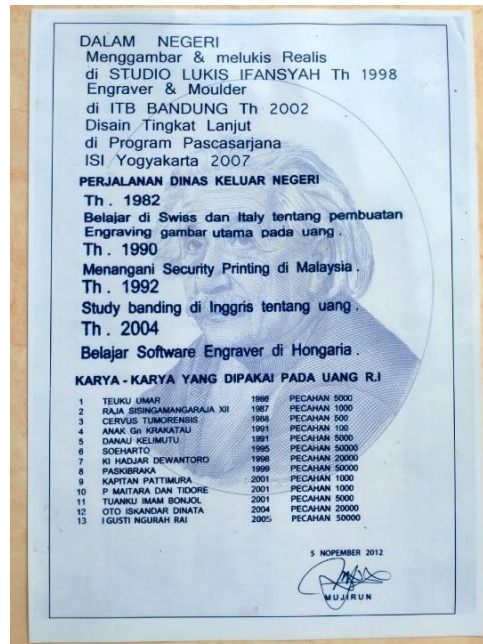 DALAM NEGERI
Menggambar & melukis Realis
di STUDIO LUKIS IFANSYAH Th 1998
Engraver & Moulder
di ITB BANDUNG Th 2002
Disain Tingkat Lanjut
di Program Pascasarjana
ISI Yogyakarta 2007
PERJALANAN DINAS KELUAR NEGERI
Th . 1982
Belajar di Swiss dan Italy tentang pembuatan
Engraving gambar utama pada uang .
Th . 1990
Menangani Security Printing di Malaysia .
Th . 1992
Study banding di Inggris tentang uang .
Th . 2004
Belajar Software Engraver di Hongaria .
KARYA - KARYA YANG DIPAKAI PADA UANG R.I
1 TEUKU UMAR 1986 PECAHAN 5000
2 RAJA SISINGAMANGARAJA XII 1987 PECAHAN 1000
3 CERVUS TUMORENSIS 1988 PECAHAN 500
4 ANAK Gn KRAKATAU 1991 PECAHAN 100
5 DANAU KELIMUTU 1991 PECAHAN 5000
6 SOEHARTO 1995 PECAHAN 50000
7 KI HADJAR DEWANTORO 1998 PECAHAN 20000
8 PASKIBRAKA 1999 PECAHAN 50000
9 KAPITAN PATTIMURA 2001 PECAHAN 1000
10 P MAITARA DAN TIDORE 2001 PECAHAN 1000
11 TUANKU IMAM BONJOL 2001 PECAHAN 5000
12 OTO ISKANDAR DINATA 2004 PECAHAN 20000
13 I GUSTI NGURAH RAI 2005 PECAHAN 50000
5 NOPEMBER 2012
MUJIRUN